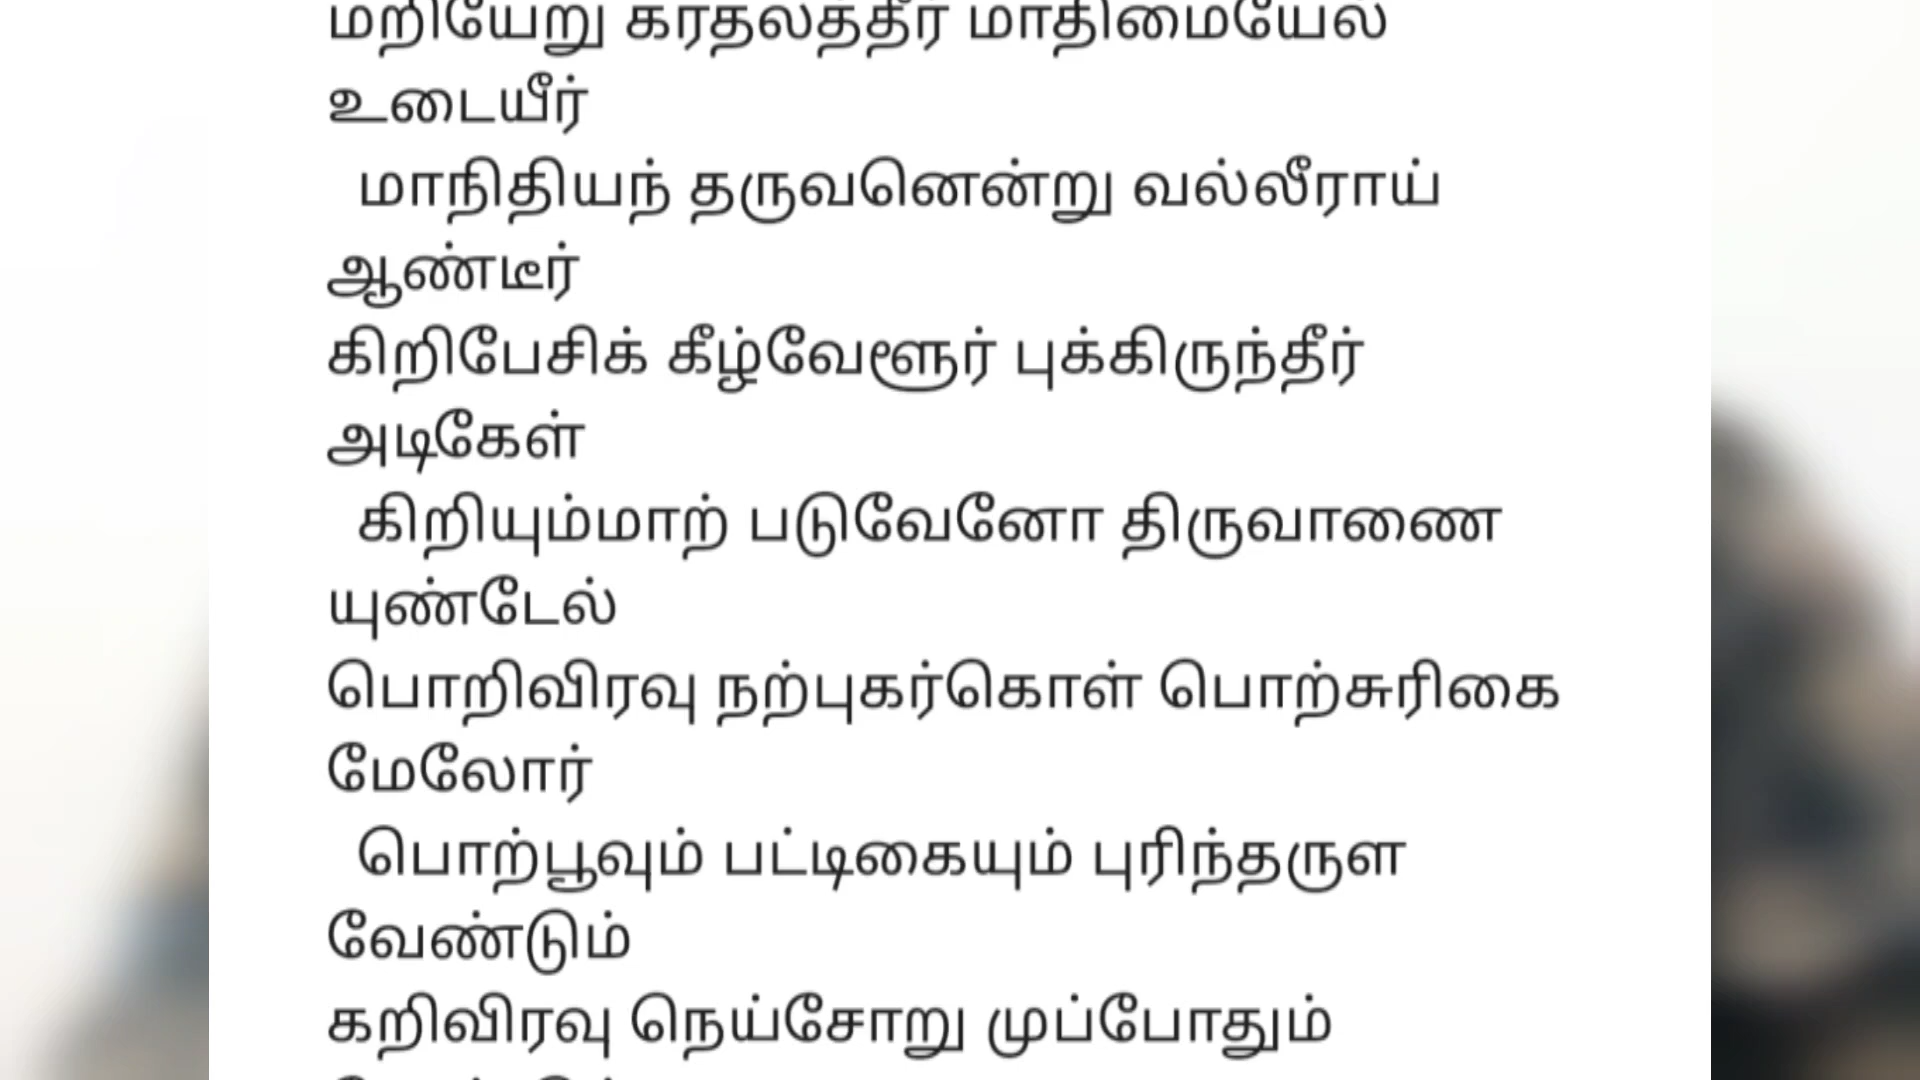 மறியேறு கரதலத்தீர் மாதிமையேல்
உடையீர்
மாநிதியந் தருவனென்று வல்லீராய்
ஆண்டீர்
கிறிபேசிக் கீழ்வேளூர் புக்கிருந்தீர்
அடிகேள்
கிறியும்மாற் படுவேனோ திருவாணை
யுண்டேல்
பொறிவிரவு நற்புகர்கொள் பொற்சுரிகை
மேலோர்
பொற்பூவும் பட்டிகையும் புரிந்தருள
வேண்டும்
கறிவிரவு நெய்சோறு முப்போதும்